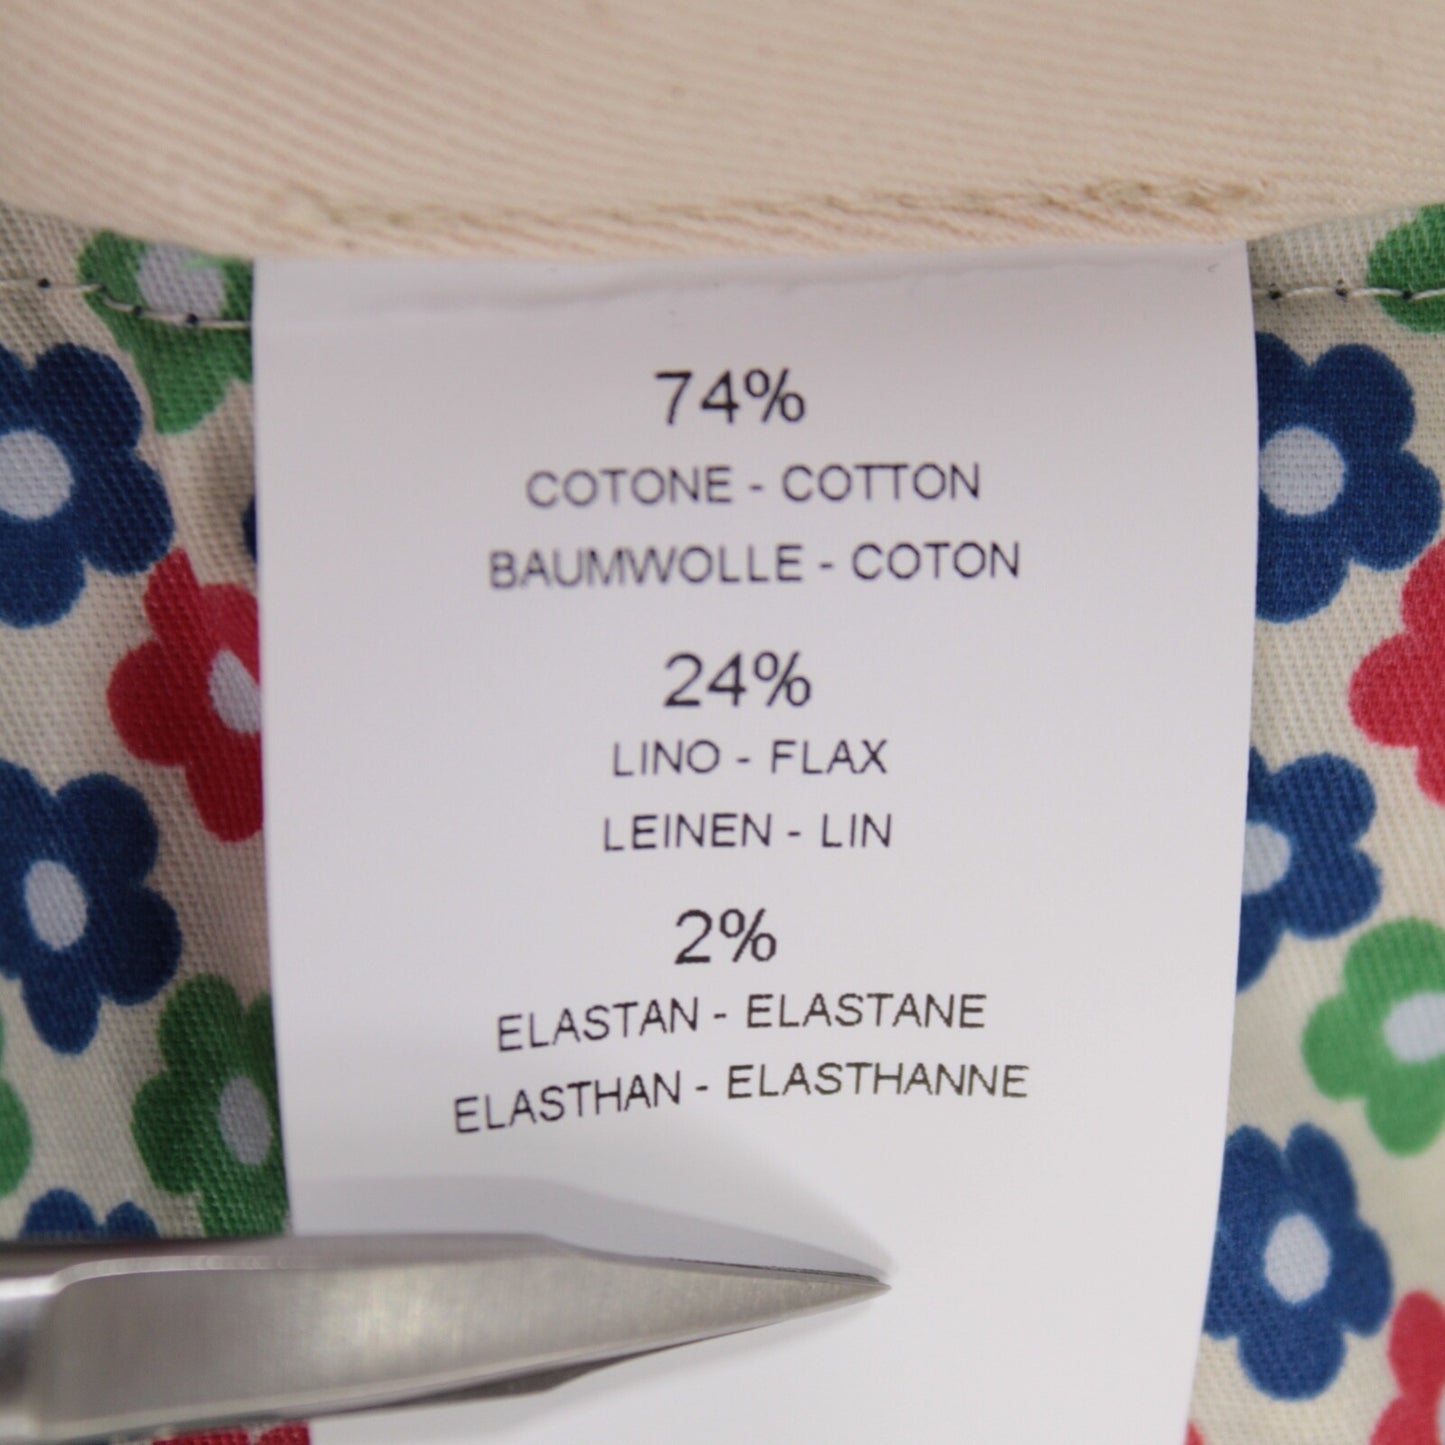 74%
COTONE - COTTON
BAUMWOLLE - COTON
24%
LINO - FLAX
LEINEN - LIN
2%
ELASTAN - ELASTANE
ELASTHAN - ELASTHANNE